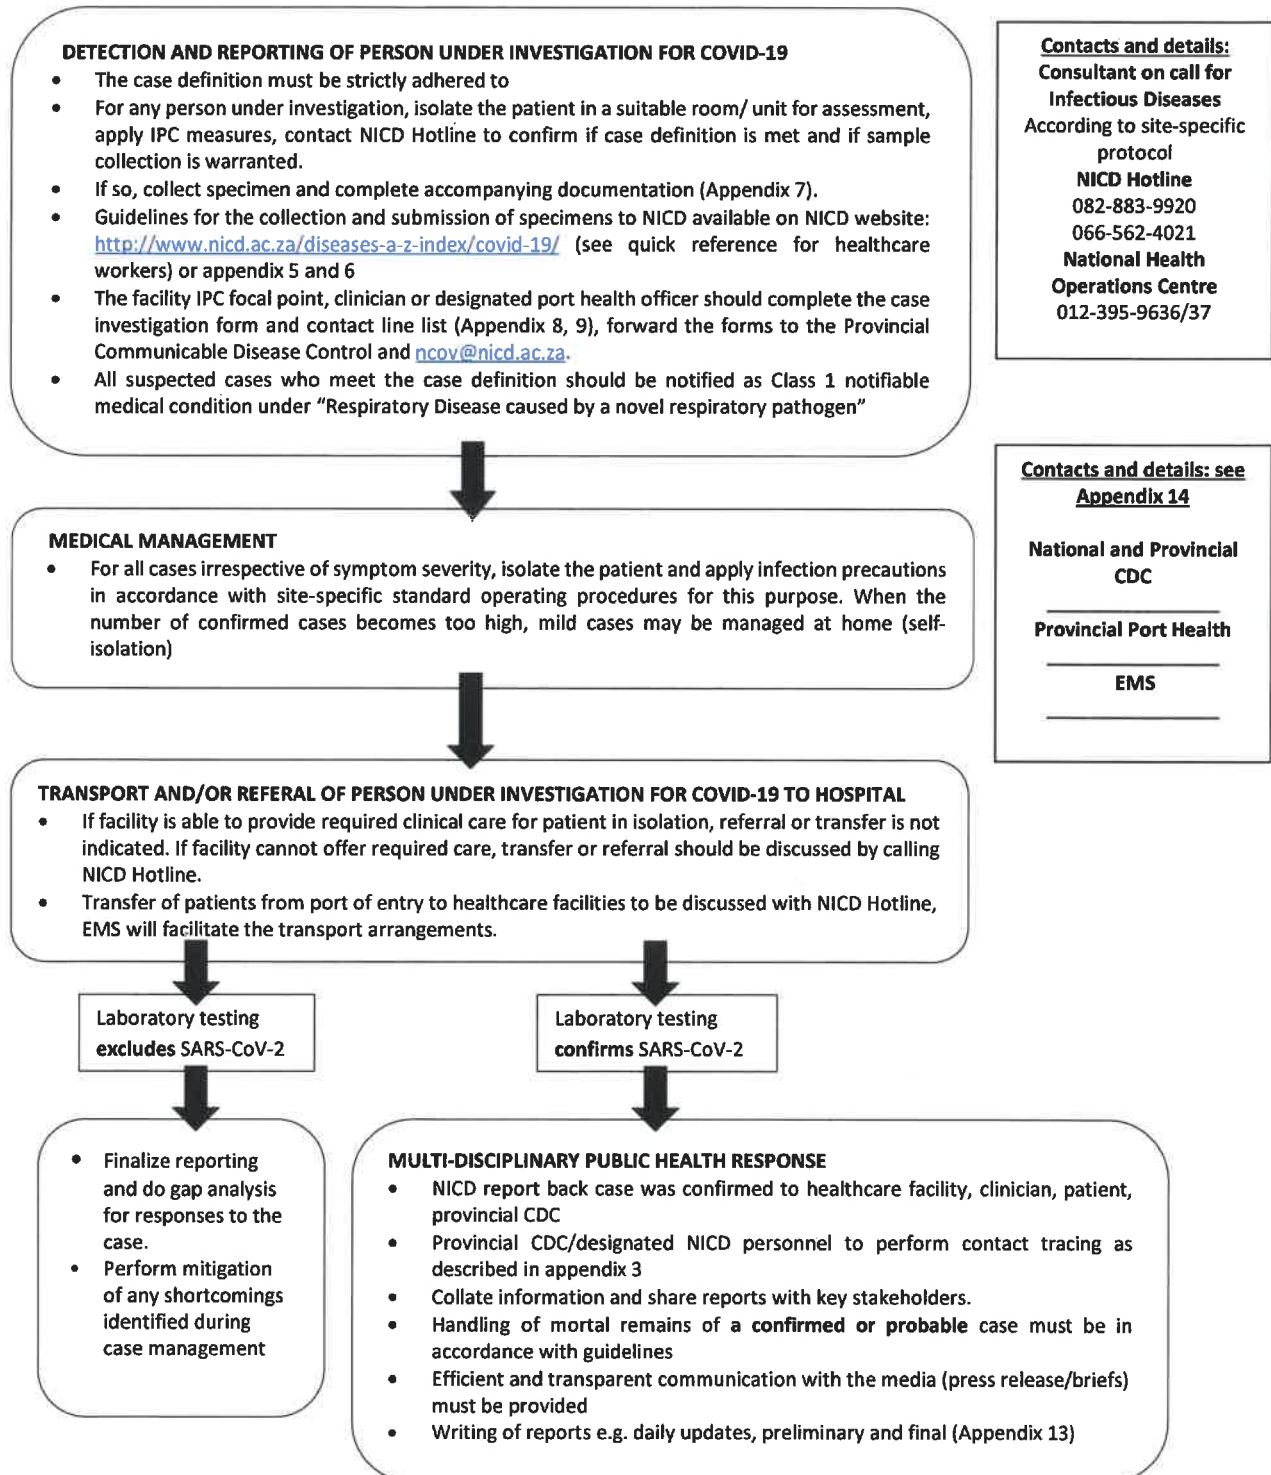 DETECTION AND REPORTING OF PERSON UNDER INVESTIGATION FOR COVID-19
• The case definition must be strictly adhered to
• For any person under investigation, isolate the patient in a suitable room/ unit for assessment,
apply IPC measures, contact NICD Hotline to confirm if case definition is met and if sample
collection is warranted.
• If so, collect specimen and complete accompanying documentation (Appendix 7).
• Guidelines for the collection and submission of specimens to NICD available on NICD website:
http://www.nicd.ac.za/diseases-a-z-index/covid-19/ (see quick reference for healthcare
workers) or appendix 5 and 6
• The facility IPC focal point, clinician or designated port health officer should complete the case
investigation form and contact line list (Appendix 8, 9), forward the forms to the Provincial
Communicable Disease Control and ncov@nicd.ac.za.
• All suspected cases who meet the case definition should be notified as Class 1 notifiable
medical condition under “Respiratory Disease caused by a novel respiratory pathogen”
Contacts and details:
Consultant on call for
Infectious Diseases
According to site-specific
protocol
NICD Hotline
082-883-9920
066-562-4021
National Health
Operations Centre
012-395-9636/37
Contacts and details: see
Appendix 14
National and Provincial
CDC
Provincial Port Health
EMS
MEDICAL MANAGEMENT
• For all cases irrespective of symptom severity, isolate the patient and apply infection precautions
in accordance with site-specific standard operating procedures for this purpose. When the
number of confirmed cases becomes too high, mild cases may be managed at home (self-
isolation)
TRANSPORT AND/OR REFERAL OF PERSON UNDER INVESTIGATION FOR COVID-19 TO HOSPITAL
• If facility is able to provide required clinical care for patient in isolation, referral or transfer is not
indicated. If facility cannot offer required care, transfer or referral should be discussed by calling
NICD Hotline.
• Transfer of patients from port of entry to healthcare facilities to be discussed with NICD Hotline,
EMS will facilitate the transport arrangements.
Laboratory testing
excludes SARS-CoV-2
Laboratory testing
confirms SARS-CoV-2
• Finalize reporting
and do gap analysis
for responses to the
case.
• Perform mitigation
of any shortcomings
identified during
case management
MULTI-DISCIPLINARY PUBLIC HEALTH RESPONSE
• NICD report back case was confirmed to healthcare facility, clinician, patient,
provincial CDC
• Provincial CDC/designated NICD personnel to perform contact tracing as
described in appendix 3
• Collate information and share reports with key stakeholders.
• Handling of mortal remains of a confirmed or probable case must be in
accordance with guidelines
• Efficient and transparent communication with the media (press release/briefs)
must be provided
• Writing of reports e.g. daily updates, preliminary and final (Appendix 13)